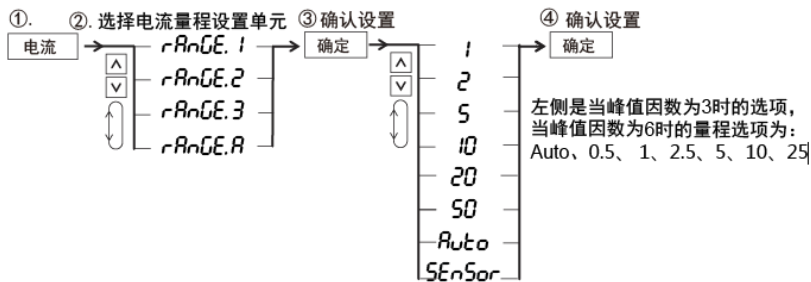 ①. ②. 选择电流量程设置单元 ③确认设置 ④ 确认设置
电流 rAnGE. 1 确定 1 确定
rAnGE.2 2
rAnGE.3 5
rAnGE.A 10
20
50
Auto
SEnSor
左侧是当峰值因数为3时的选项，
当峰值因数为6时的量程选项为：
Auto、0.5、 1、2.5、5、10、25